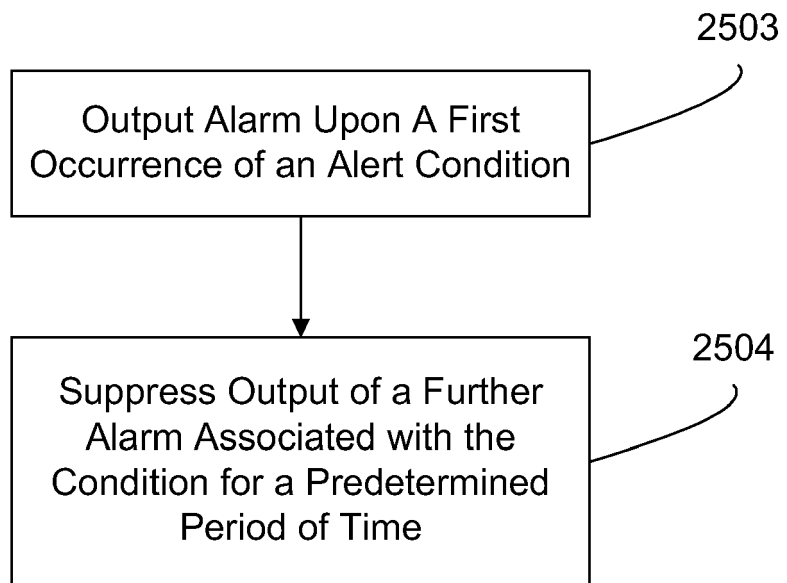 2503
Output Alarm Upon A First
Occurrence of an Alert Condition
2504
Suppress Output of a Further
Alarm Associated with the
Condition for a Predetermined
Period of Time